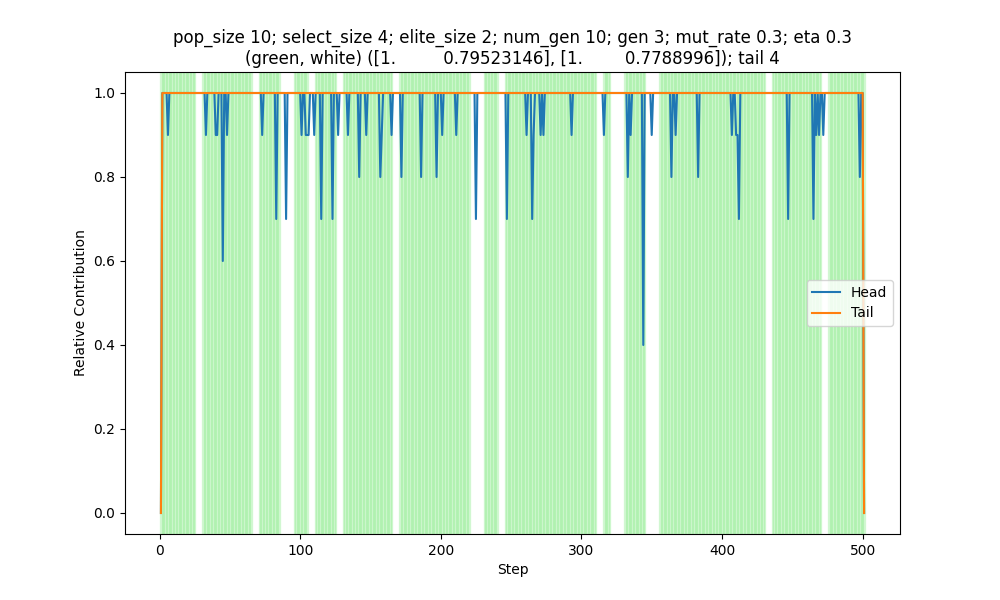 pop_size 10; select_size 4; elite_size 2; num_gen 10; gen 3; mut_rate 0.3; eta 0.3
(green, white) ([1. 0.79523146], [1. 0.7788996]); tail 4
1.0
0.8
0.6
0.4
0.2
0.0
Relative Contribution
Head
Tail
0
100
200
300
400
500
Step